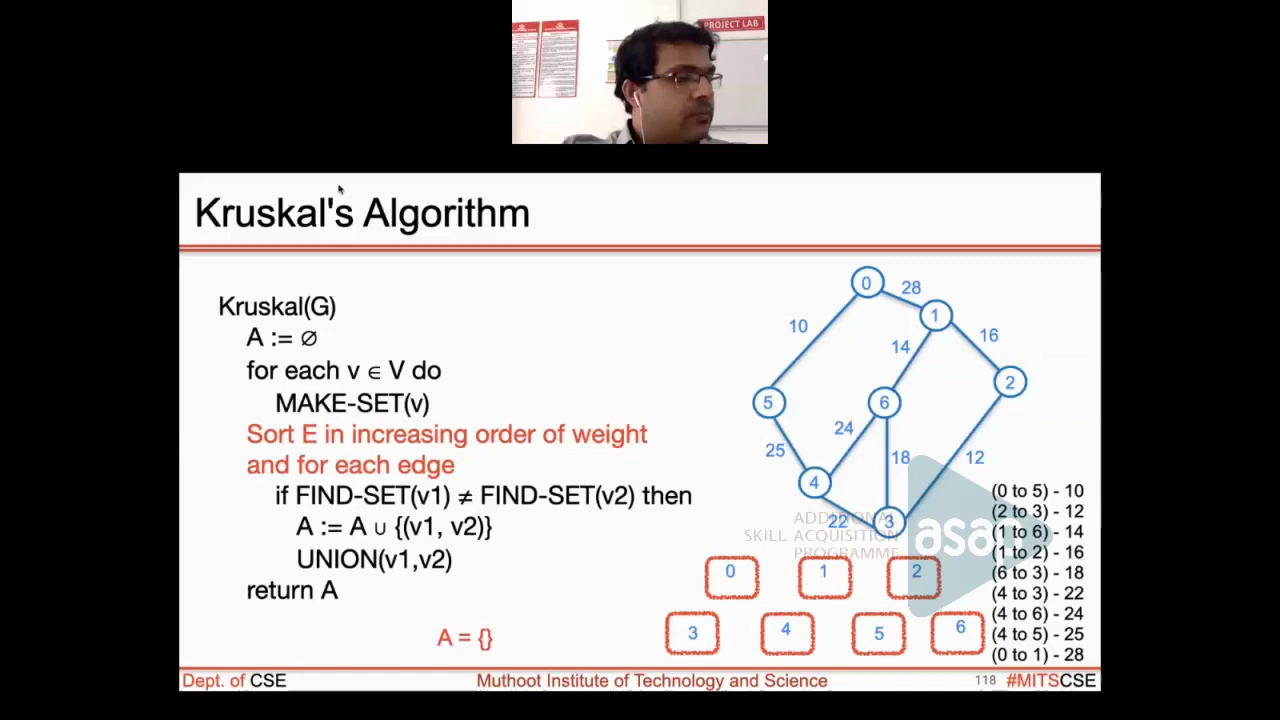 PROJECT LAB
Kruskal's Algorithm
Kruskal(G)
A := ∅
for each v ∈ V do
MAKE-SET(v)
Sort E in increasing order of weight
and for each edge
if FIND-SET(v1) ≠ FIND-SET(v2) then
A := A ∪ {(v1, v2)}
UNION(v1,v2)
return A
A = {}
0
28
1
10
14
16
5
6
2
24
25
18
12
4
22
3
ADDITIONAL
SKILL ACQUISITION
PROGRAMME
asap
0 1 2
3 4 5 6
(0 to 5) - 10
(2 to 3) - 12
(1 to 6) - 14
(1 to 2) - 16
(6 to 3) - 18
(4 to 3) - 22
(4 to 6) - 24
(4 to 5) - 25
(0 to 1) - 28
Dept. of CSE Muthoot Institute of Technology and Science 118 #MITSCSE